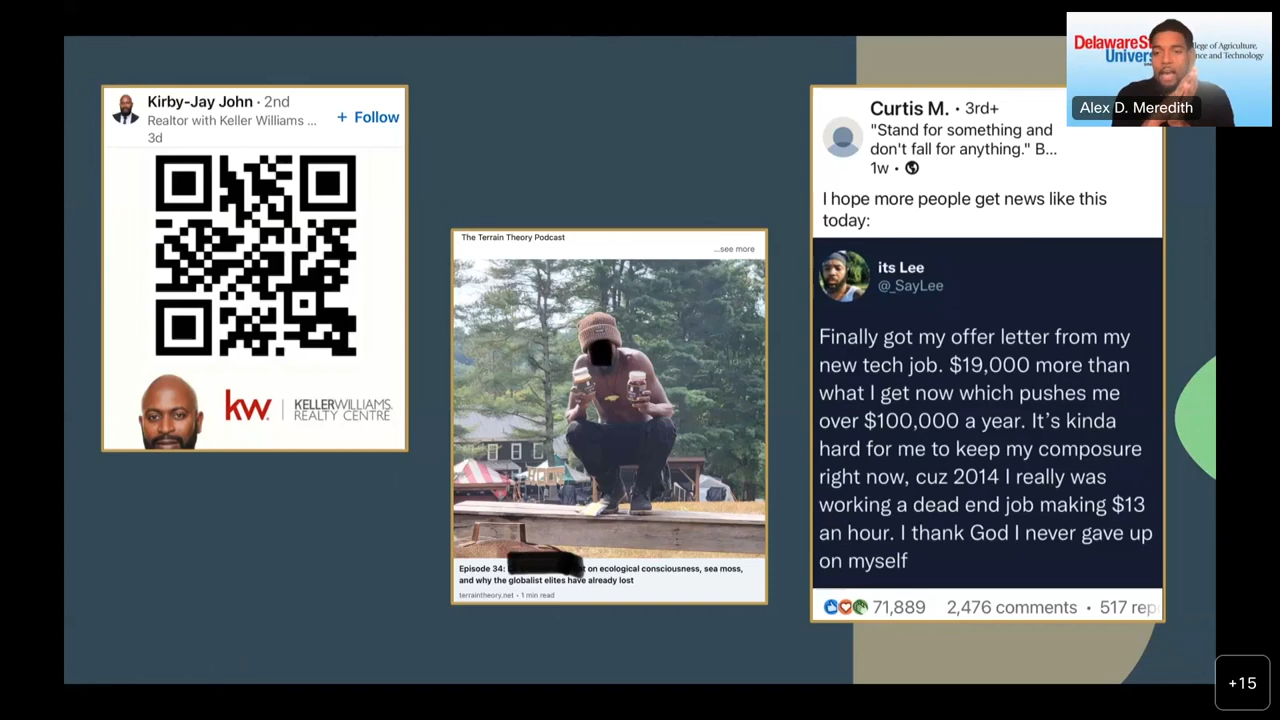 Kirby-Jay John · 2nd
Realtor with Keller Williams ...
3d
+ Follow
kw. | KELLERWILLIAMS.
REALTY CENTRE
The Terrain Theory Podcast
...see more
Episode 34:
on ecological consciousness, sea moss,
and why the globalist elites have already lost
terraintheory.net • 1 min read
Curtis M. · 3rd+
"Stand for something and
don't fall for anything." B...
1w •
I hope more people get news like this
today:
its Lee
@_SayLee
Finally got my offer letter from my
new tech job. $19,000 more than
what I get now which pushes me
over $100,000 a year. It's kinda
hard for me to keep my composure
right now, cuz 2014 I really was
working a dead end job making $13
an hour. I thank God I never gave up
on myself
71,889 2,476 comments • 517 rep
Alex D. Meredith
+15